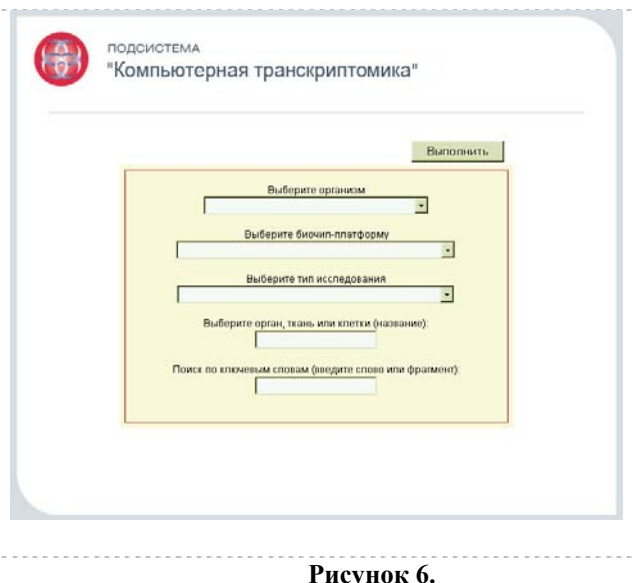 ПОДСИСТЕМА
"Компьютерная транскриптомика"
Выполнить
Выберите организм
Выберите биочип-платформу
Выберите тип исследования
Выберите орган, ткань или клетки (название):
Поиск по ключевым словам (введите слово или фрагмент):
Рисунок 6.